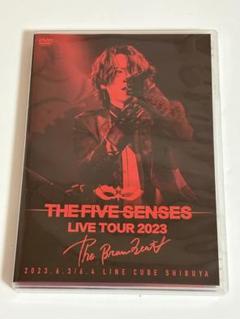 DVD
THE FIVE SENSES
LIVE TOUR 2023
The Brow Beat
2023.6.3/6.4 LINE CUBE SHIBUYA